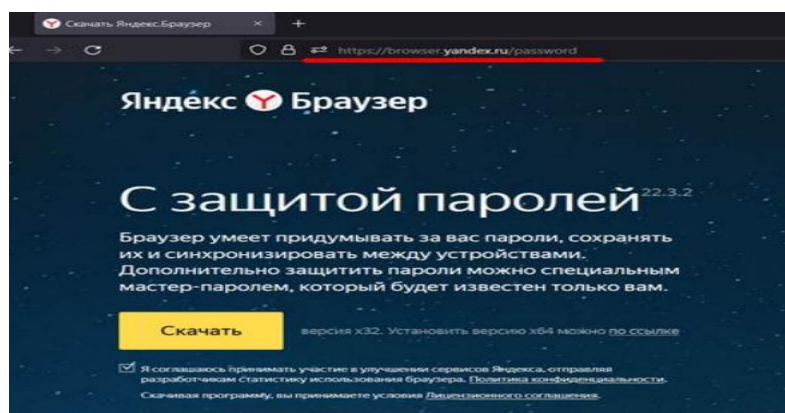 Скачать Яндекс.Браузер
https://browser.yandex.ru/password
Яндекс Браузер
С защитой паролей 22.3.2
Браузер умеет придумывать за вас пароли, сохранять
их и синхронизировать между устройствами.
Дополнительно защитить пароли можно специальным
мастер-паролем, который будет известен только вам.
Скачать
версия x32. Установить версию x64 можно по ссылке
Я соглашаюсь принимать участие в улучшении сервисов Яндекса, отправляя
разработчикам статистику использования браузера. Политика конфиденциальности.
Скачивая программу, вы принимаете условия Лицензионного соглашения.